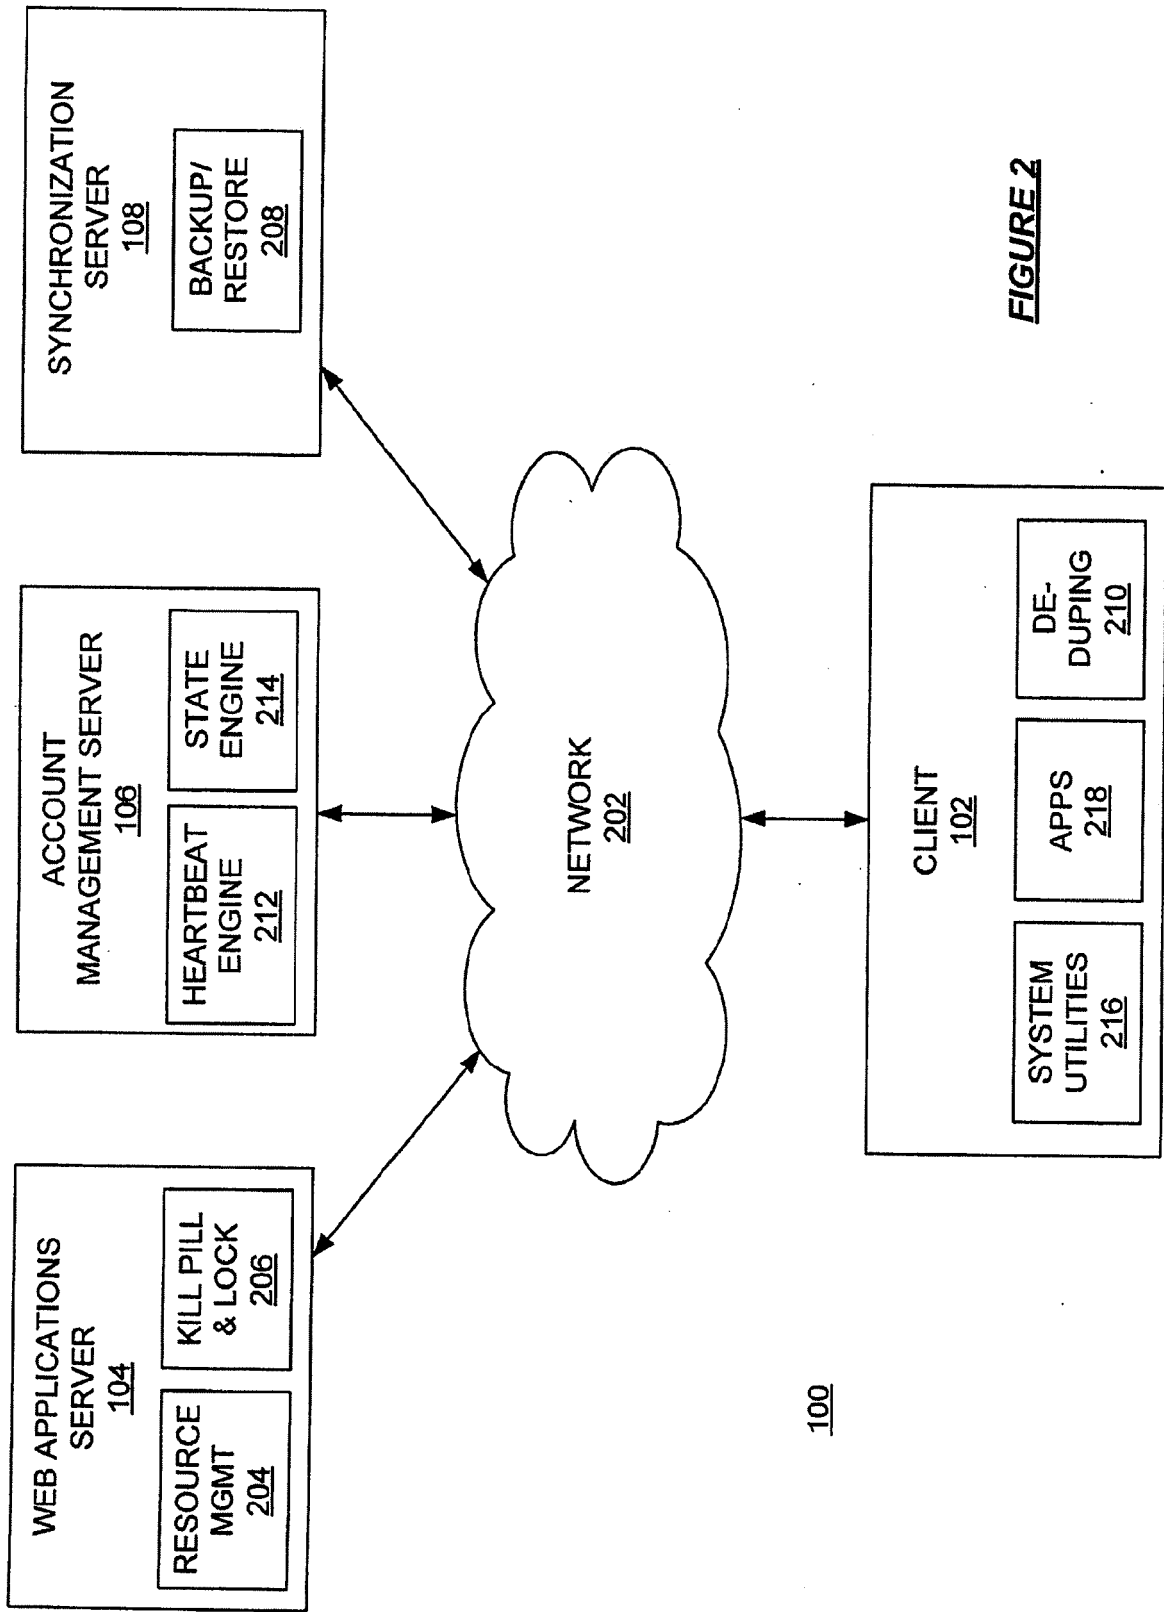 WEB APPLICATIONS
SERVER
104
RESOURCE
MGMT
204
KILL PILL
& LOCK
206
ACCOUNT
MANAGEMENT SERVER
106
HEARTBEAT
ENGINE
212
STATE
ENGINE
214
SYNCHRONIZATION
SERVER
108
BACKUP/
RESTORE
208
NETWORK
202
100
CLIENT
102
SYSTEM
UTILITIES
216
APPS
218
DE-
DUPING
210
FIGURE 2